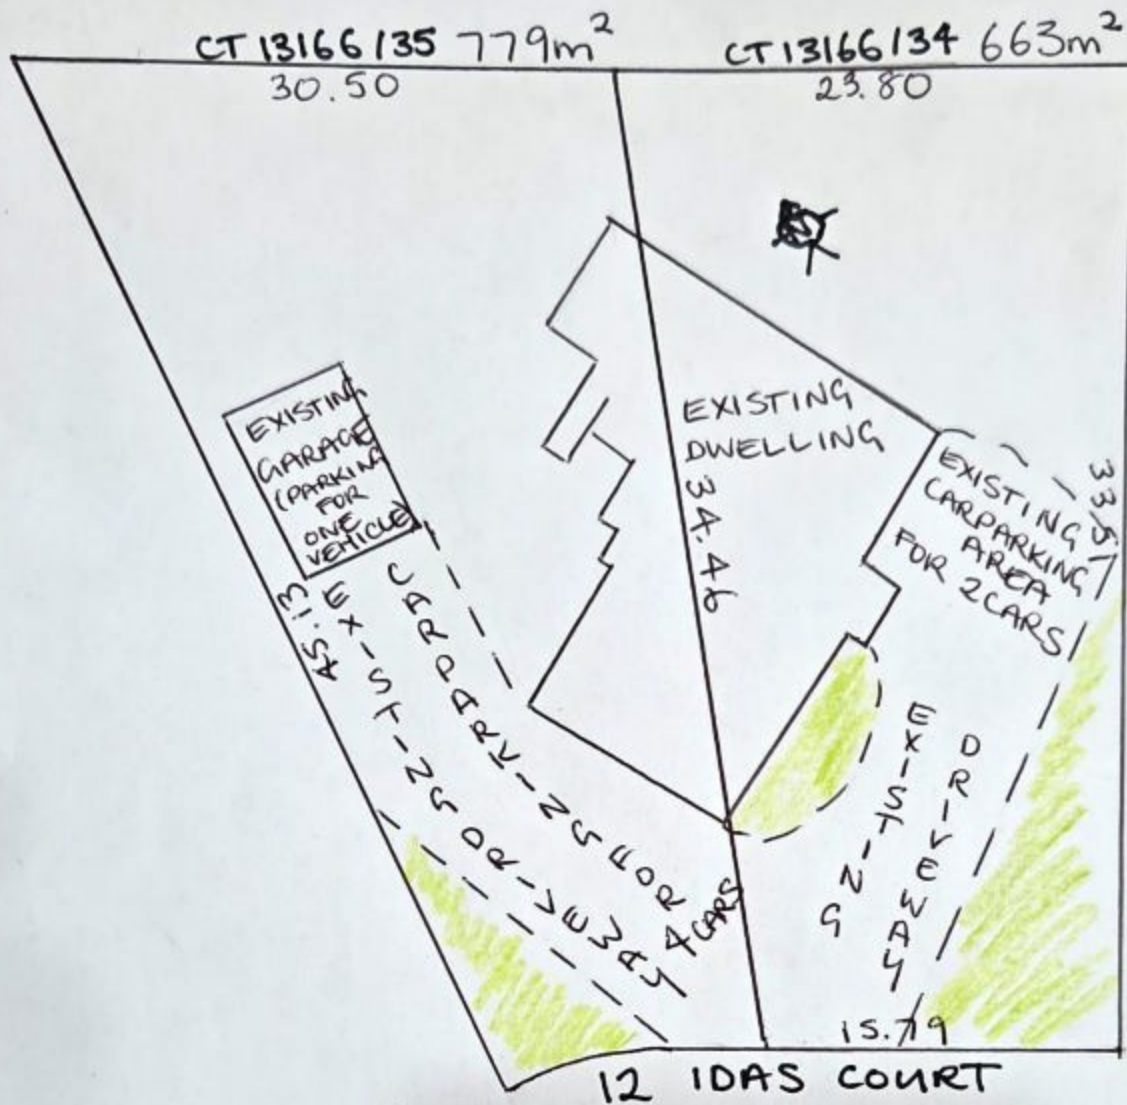 CT 13166/35 779m²
CT 13166/34 663m²
30.50
23.80
EXISTING
GARAGE
(PARKING
FOR
ONE
VEHICLE)
EXISTING
DWELLING
34.46
EXISTING
CARPARKING
AREA
FOR 2 CARS
33.51
45.13
EXISTING DRIVEWAY
CARPARKING FOR 4 CARS
EXISTING
DRIVEWAY
15.79
12 IDAS COURT